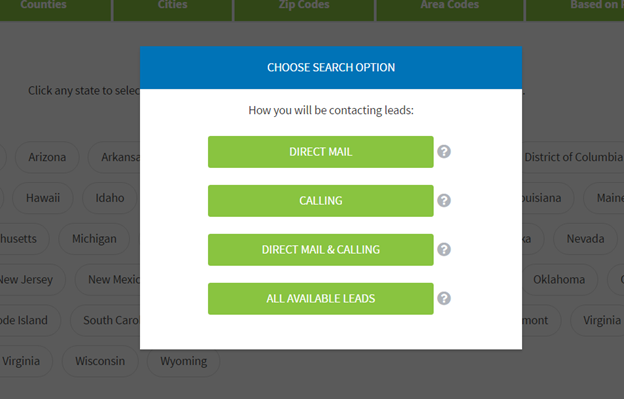 Counties Cities Zip Codes Area Codes Based on
CHOOSE SEARCH OPTION
Click any state to selec
How you will be contacting leads:
DIRECT MAIL ?
Arizona Arkansa District of Columbia
CALLING ?
Hawaii Idaho ouisiana Maine
DIRECT MAIL & CALLING ?
husetts Michigan ka Nevada
New Jersey New Mexic Oklahoma
ALL AVAILABLE LEADS ?
ode Island South Caro mont Virginia
Virginia Wisconsin Wyoming